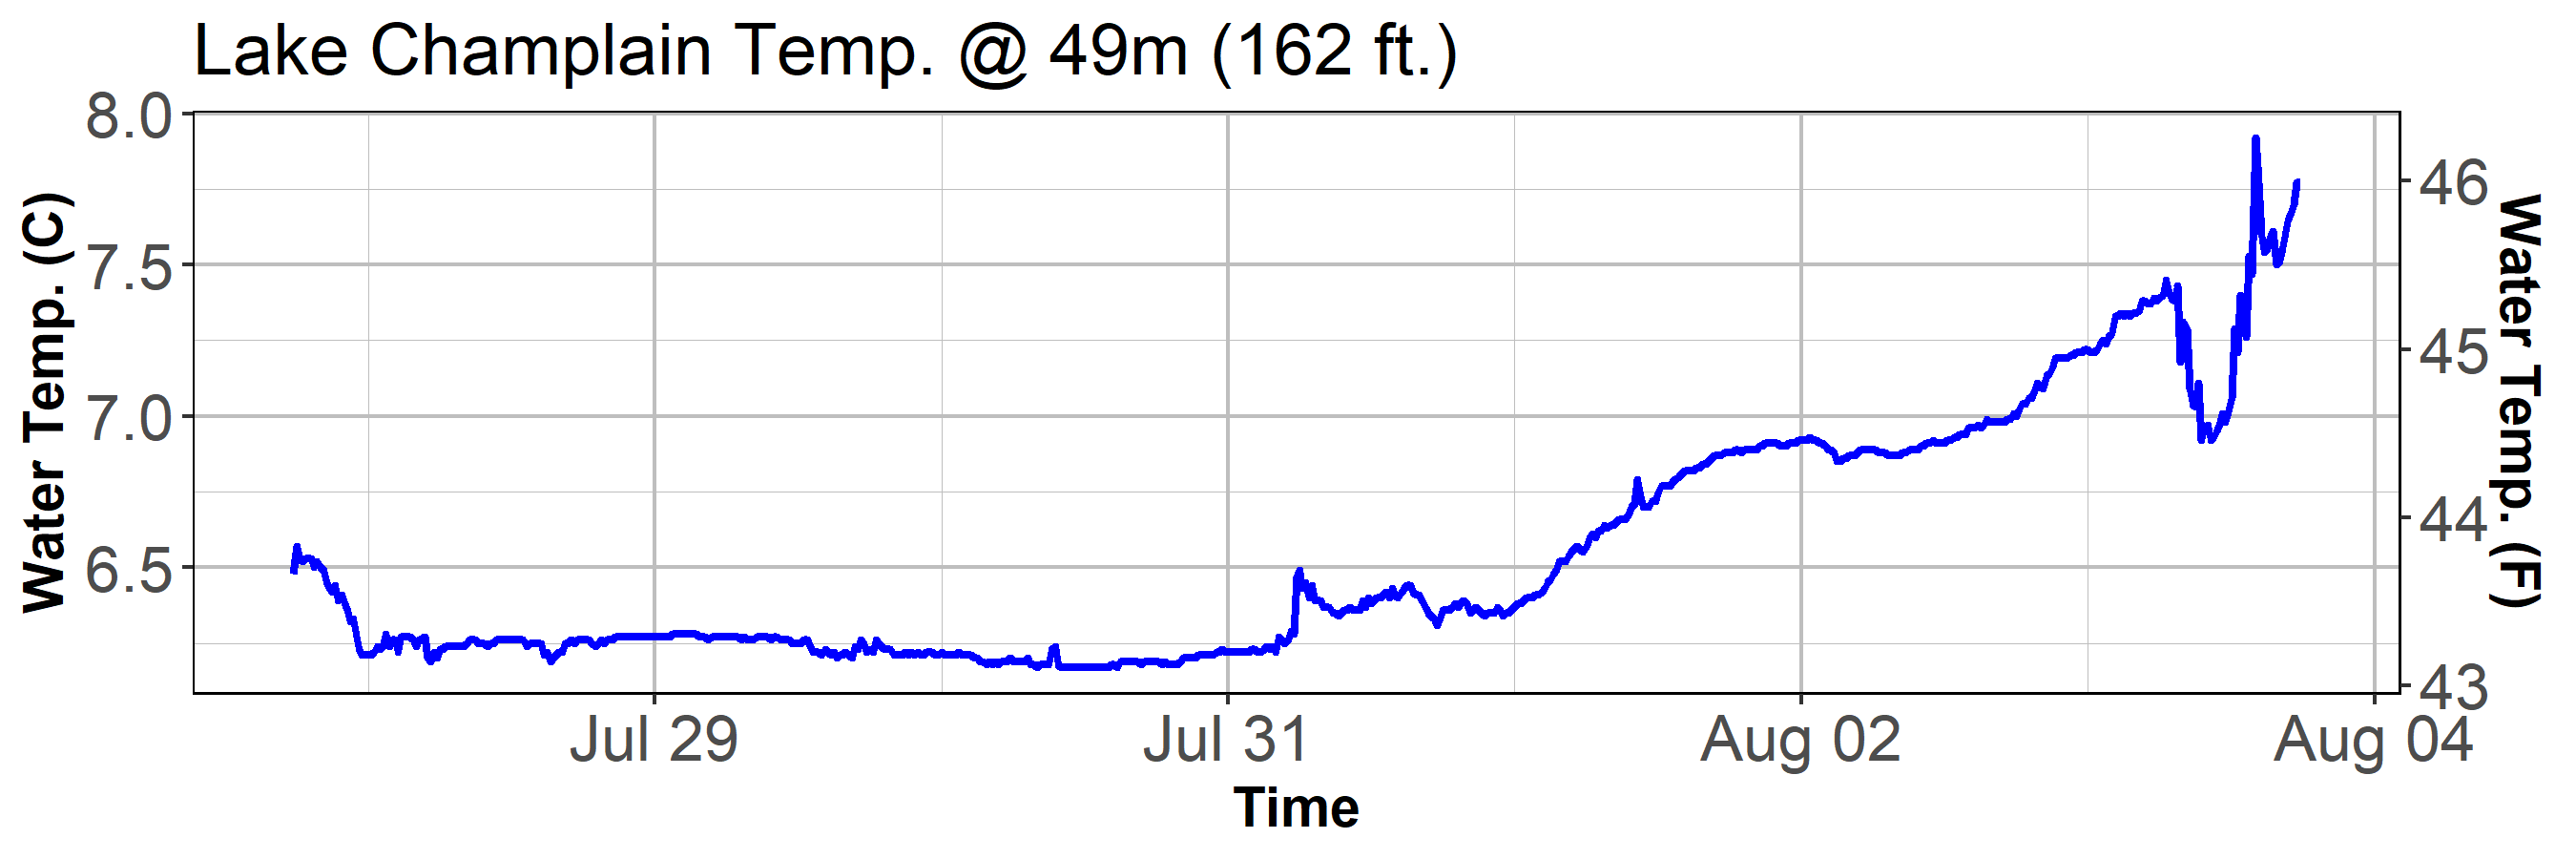 Lake Champlain Temp. @ 49m (162 ft.)
Water Temp. (C)
8.0
7.5
7.0
6.5
46
45
44
43
Water Temp. (F)
Jul 29 Jul 31 Aug 02 Aug 04
Time